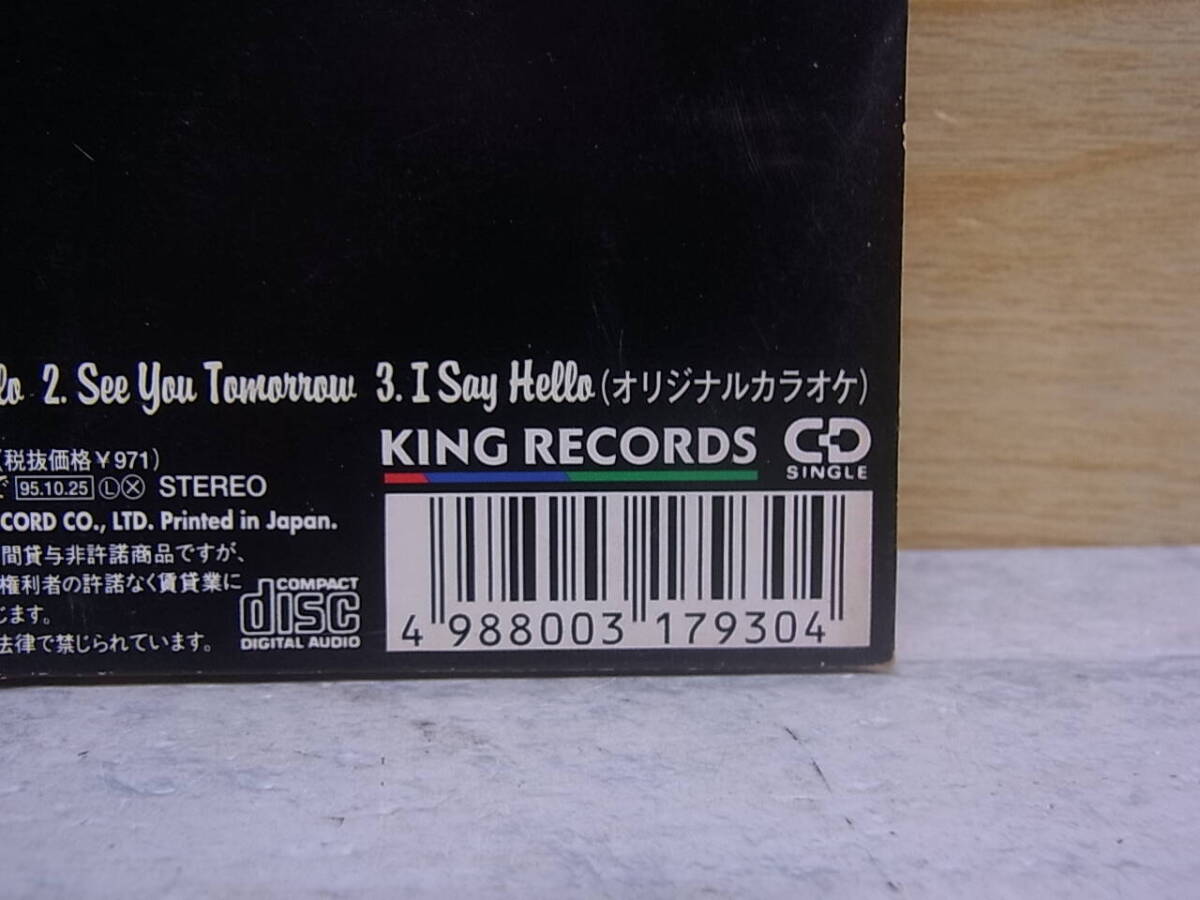 lo 2. See You Tomorrow 3. I Say Hello (オリジナルカラオケ)
(税抜価格￥971)
で 95.10.25 Ⓛ Ⓧ STEREO
CORD CO., LTD. Printed in Japan.
間貸与非許諾商品ですが、
権利者の許諾なく賃貸業に
じます。
法律で禁じられています。
COMPACT
disc
DIGITAL AUDIO
KING RECORDS
CD
SINGLE
4 988003 179304